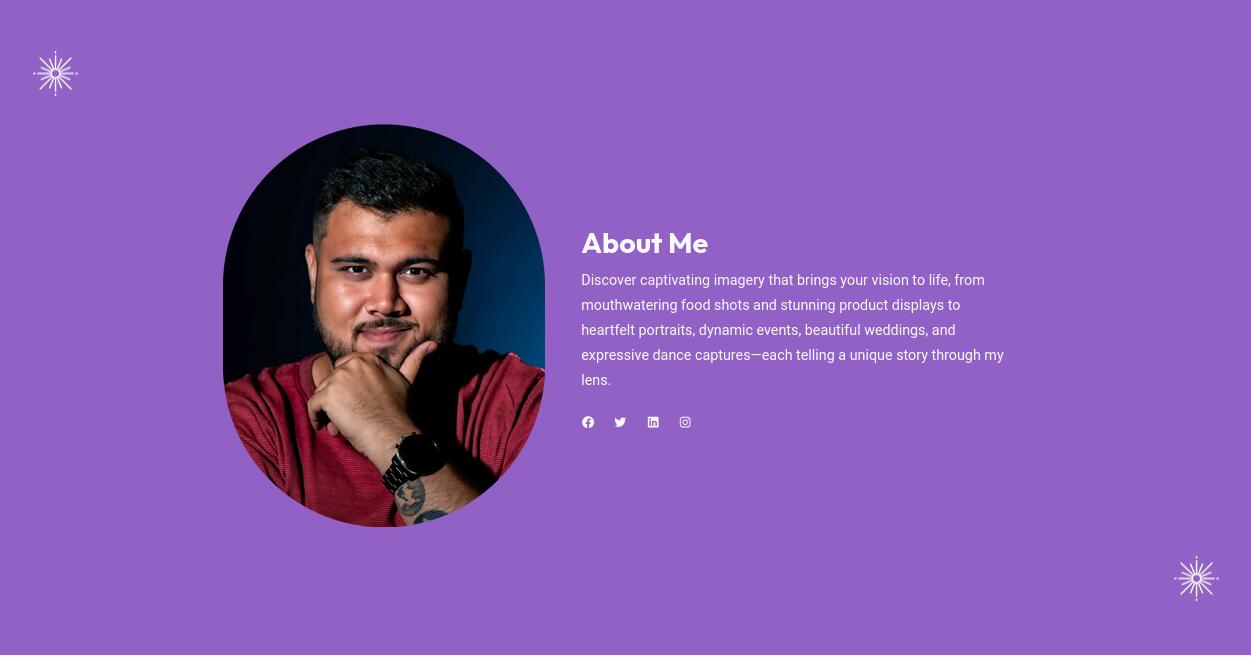 About Me
Discover captivating imagery that brings your vision to life, from
mouthwatering food shots and stunning product displays to
heartfelt portraits, dynamic events, beautiful weddings, and
expressive dance captures—each telling a unique story through my
lens.